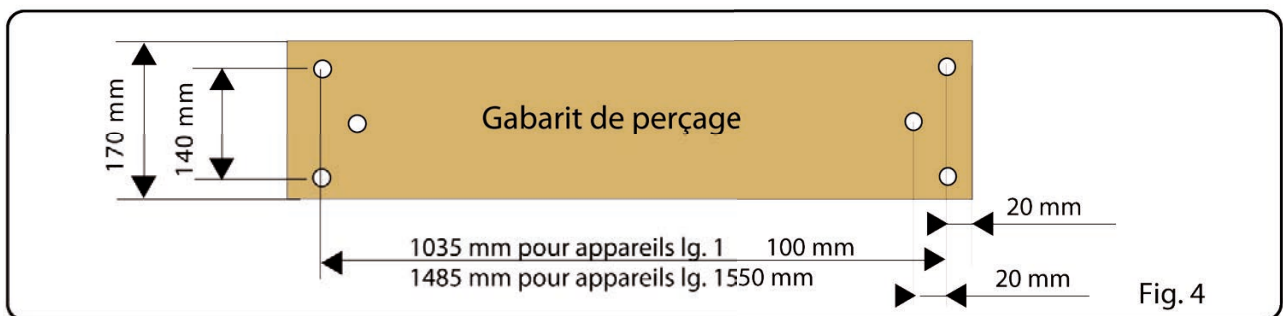 Gabarit de perçage
170 mm
140 mm
20 mm
1035 mm pour appareils lg. 1 100 mm
1485 mm pour appareils lg. 1550 mm
20 mm
Fig. 4